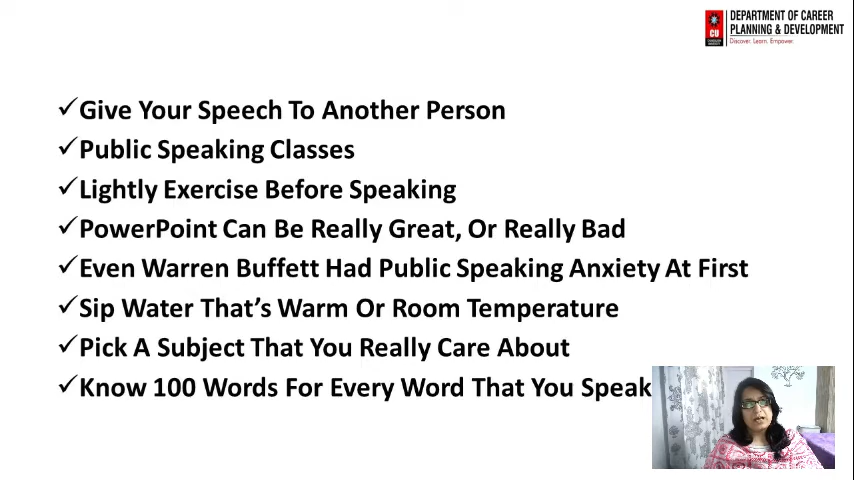 DEPARTMENT OF CAREER
PLANNING & DEVELOPMENT
Discover. Learn. Empower.
CU
CHANDIGARH
UNIVERSITY
✓Give Your Speech To Another Person
✓Public Speaking Classes
✓Lightly Exercise Before Speaking
✓PowerPoint Can Be Really Great, Or Really Bad
✓Even Warren Buffett Had Public Speaking Anxiety At First
✓Sip Water That’s Warm Or Room Temperature
✓Pick A Subject That You Really Care About
✓Know 100 Words For Every Word That You Speak